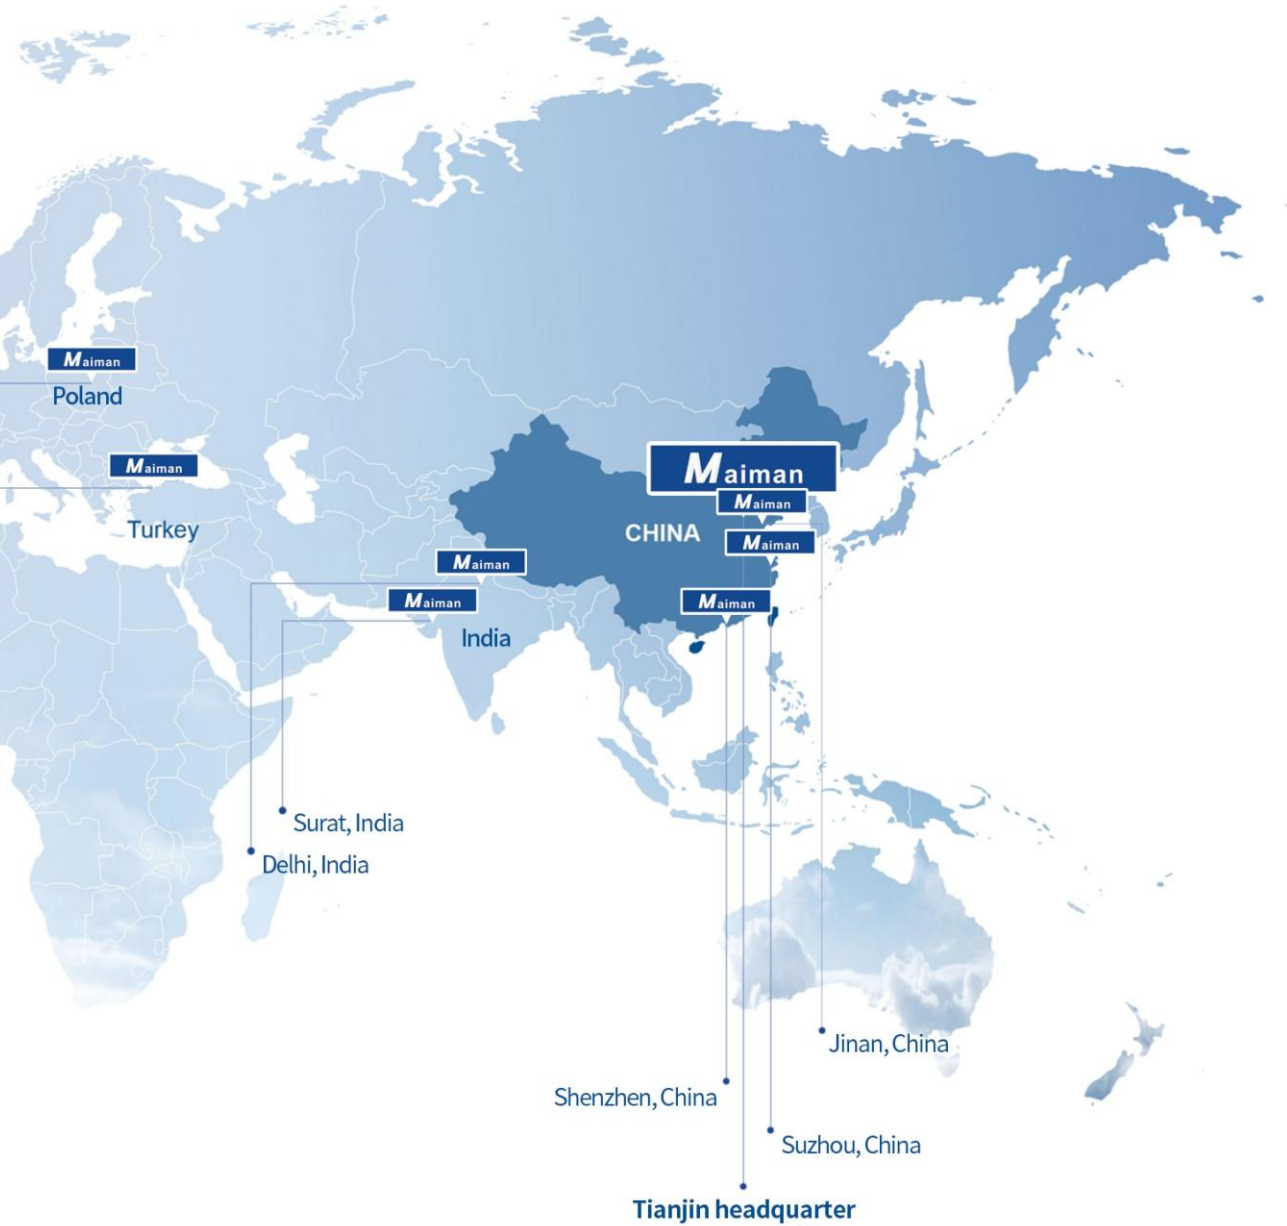 Maiman
Poland
Maiman
Turkey
Maiman
Maiman
CHINA
Maiman
Maiman
Maiman
Maiman
India
Surat, India
Delhi, India
Jinan, China
Shenzhen, China
Suzhou, China
Tianjin headquarter